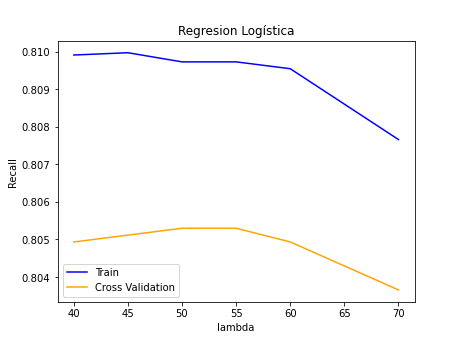 Regresion Logística
0.810
0.809
0.808
0.807
0.806
0.805
0.804
Recall
Train
Cross Validation
40 45 50 55 60 65 70
lambda